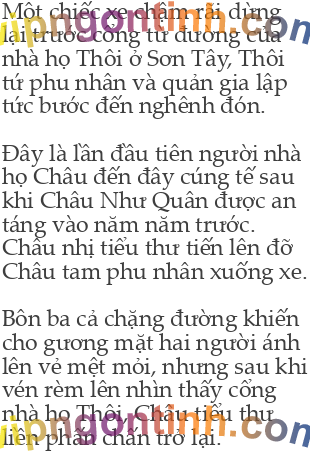 Một chiếc xe chậm rãi dừng
lại trước cổng từ đường của
nhà họ Thôi ở Sơn Tây, Thôi
tứ phu nhân và quản gia lập
tức bước đến nghênh đón.
Đây là lần đầu tiên người nhà
họ Châu đến đây cúng tế sau
khi Châu Như Quân được an
táng vào năm năm trước.
Châu nhị tiểu thư tiến lên đỡ
Châu tam phu nhân xuống xe.
Bôn ba cả chặng đường khiến
cho gương mặt hai người ánh
lên vẻ mệt mỏi, nhưng sau khi
vén rèm lên nhìn thấy cổng
nhà họ Thôi, Châu tiểu thư
liền phấn chấn trở lại.
vipngontinh.com
vipngontinh.com